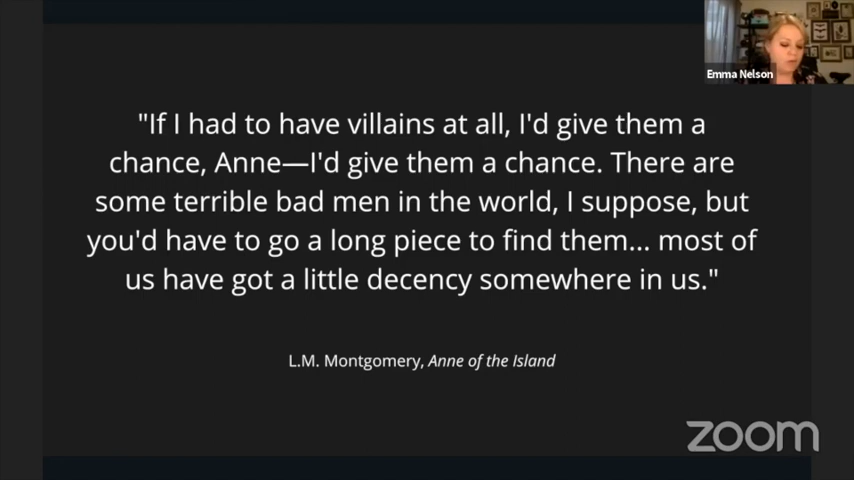 Emma Nelson
"If I had to have villains at all, I'd give them a
chance, Anne—I'd give them a chance. There are
some terrible bad men in the world, I suppose, but
you'd have to go a long piece to find them... most of
us have got a little decency somewhere in us."
L.M. Montgomery, Anne of the Island
zoom